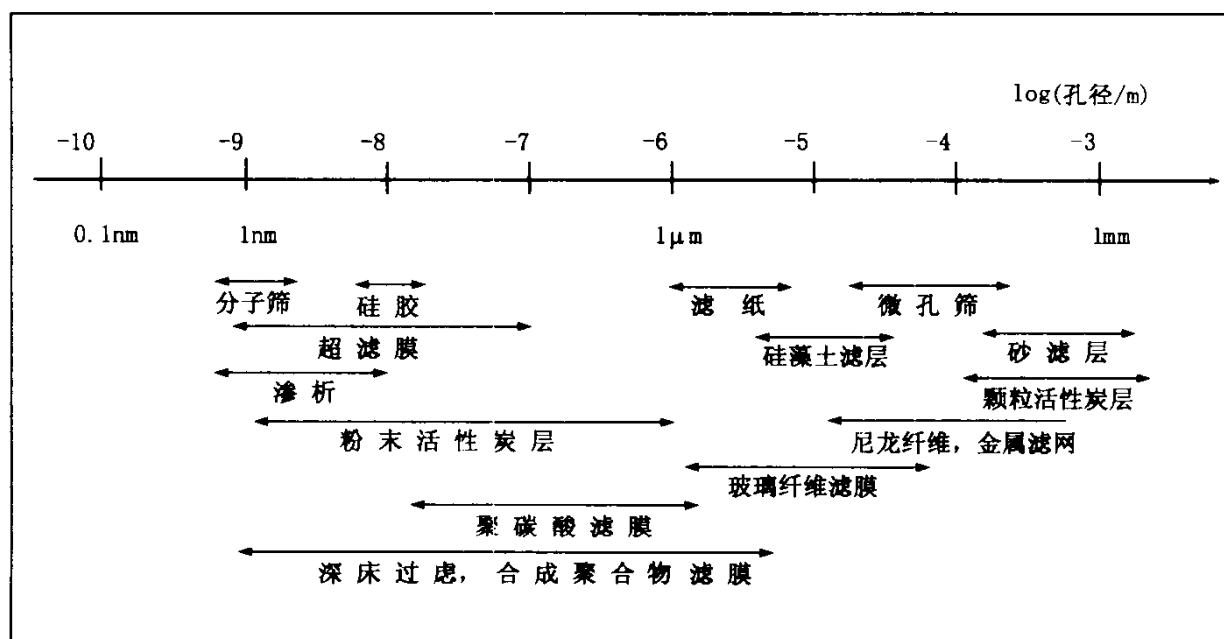 log(孔径/m)
-10 -9 -8 -7 -6 -5 -4 -3
0.1nm 1nm 1μm 1mm
分子筛 硅胶 滤 纸 微孔筛
超滤膜 硅藻土滤层 砂滤层
渗析 颗粒活性炭层
粉末活性炭层 尼龙纤维，金属滤网
玻璃纤维滤膜
聚碳酸滤膜
深床过虑，合成聚合物滤膜